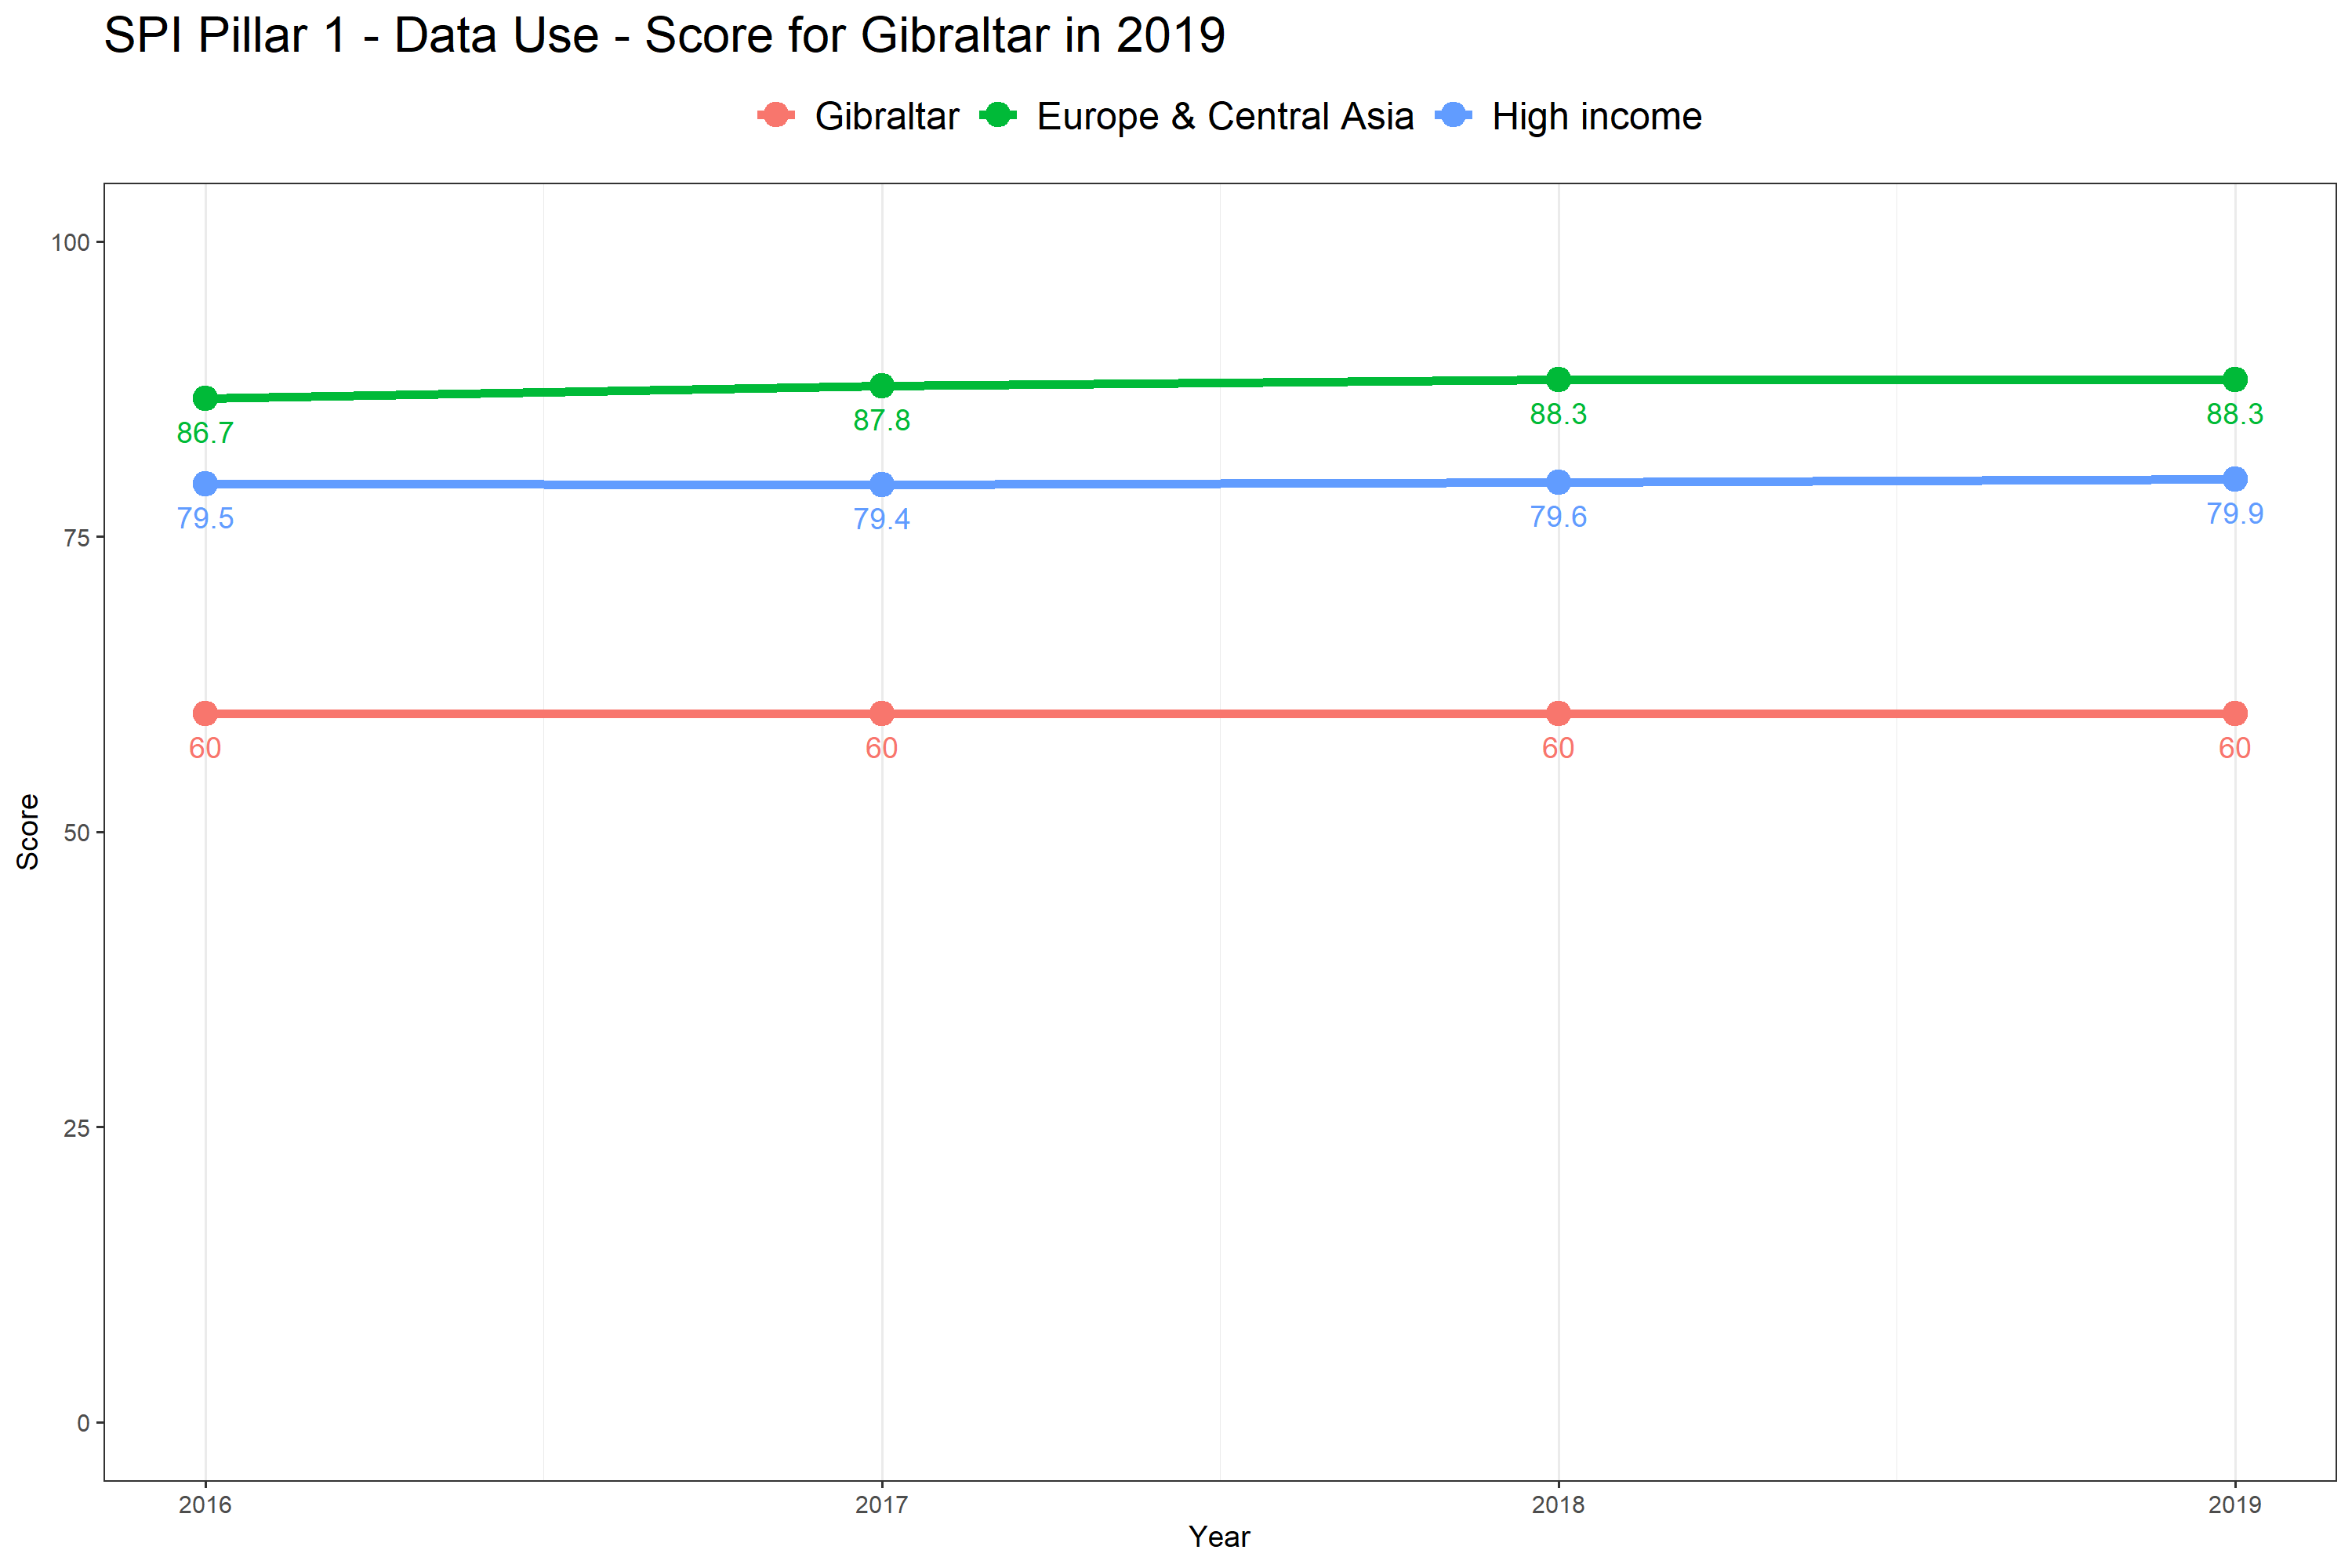 SPI Pillar 1 - Data Use - Score for Gibraltar in 2019
Gibraltar Europe & Central Asia High income
100
86.7 87.8 88.3 88.3
79.5 79.4 79.6 79.9
75
60 60 60 60
Score
50
25
0
2016 2017 2018 2019
Year